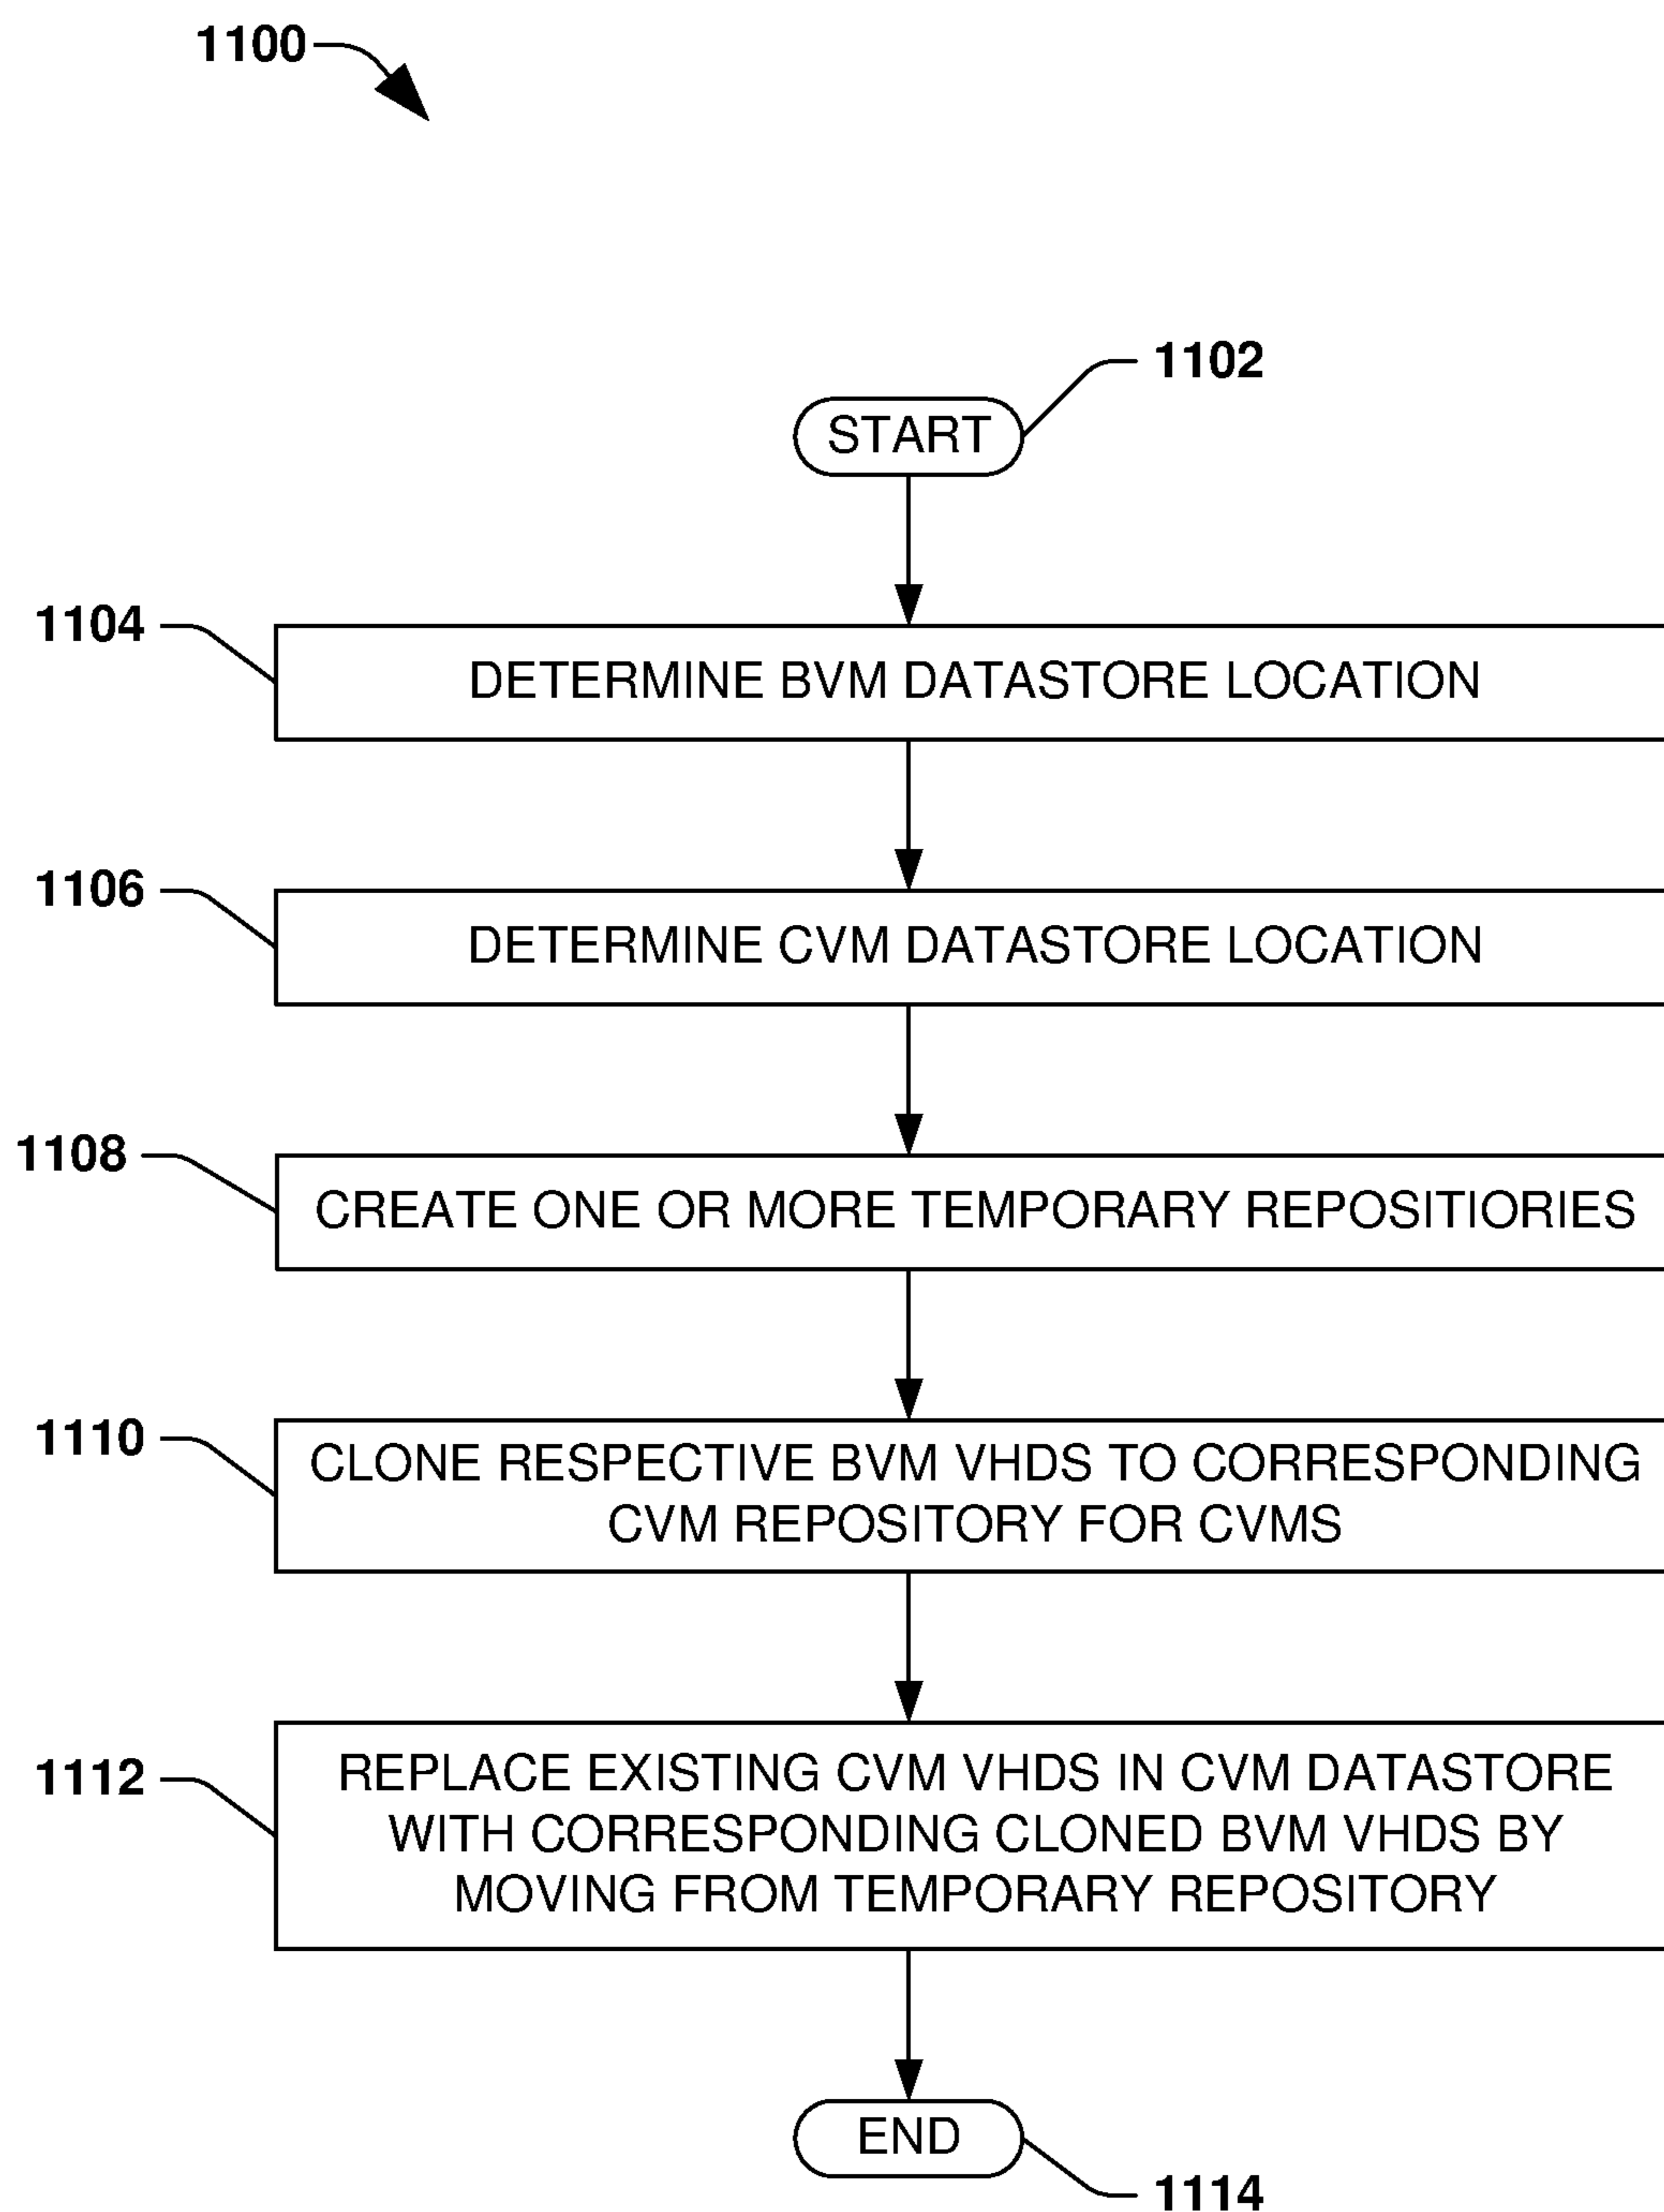 1100
1102
START
1104
DETERMINE BVM DATASTORE LOCATION
1106
DETERMINE CVM DATASTORE LOCATION
1108
CREATE ONE OR MORE TEMPORARY REPOSITIORIES
1110
CLONE RESPECTIVE BVM VHDS TO CORRESPONDING
CVM REPOSITORY FOR CVMS
1112
REPLACE EXISTING CVM VHDS IN CVM DATASTORE
WITH CORRESPONDING CLONED BVM VHDS BY
MOVING FROM TEMPORARY REPOSITORY
END
1114